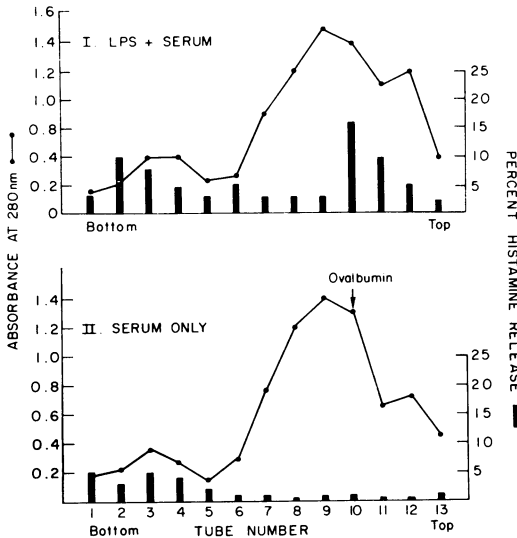 1.6
1.4
1.2
1.0
0.8
0.4
0.2
0
I. LPS + SERUM
25
20
15
10
5
Bottom
Top
ABSORBANCE AT 280nm
PERCENT HISTAMINE RELEASE
Ovalbumin
1.4
1.2
1.0
0.8
0.6
0.4
0.2
II. SERUM ONLY
25
20
15
10
5
1 2 3 4 5 6 7 8 9 10 11 12 13
Bottom TUBE NUMBER Top